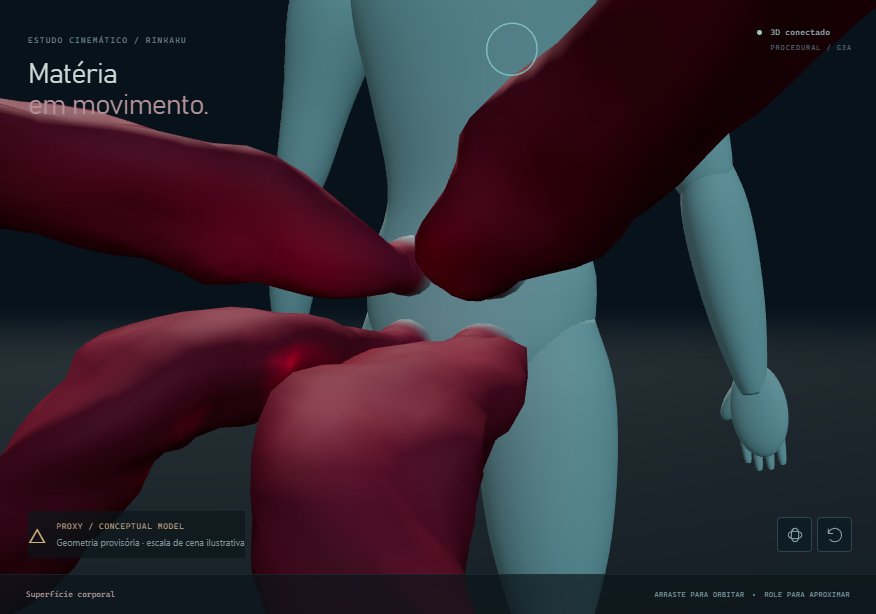 ESTUDO CINEMÁTICO / RINKAKU
3D conectado
PROCEDURAL / G3A
Matéria
em movimento.
PROXY / CONCEPTUAL MODEL
Geometria provisória · escala de cena ilustrativa
Superfície corporal
ARRASTE PARA ORBITAR • ROLE PARA APROXIMAR